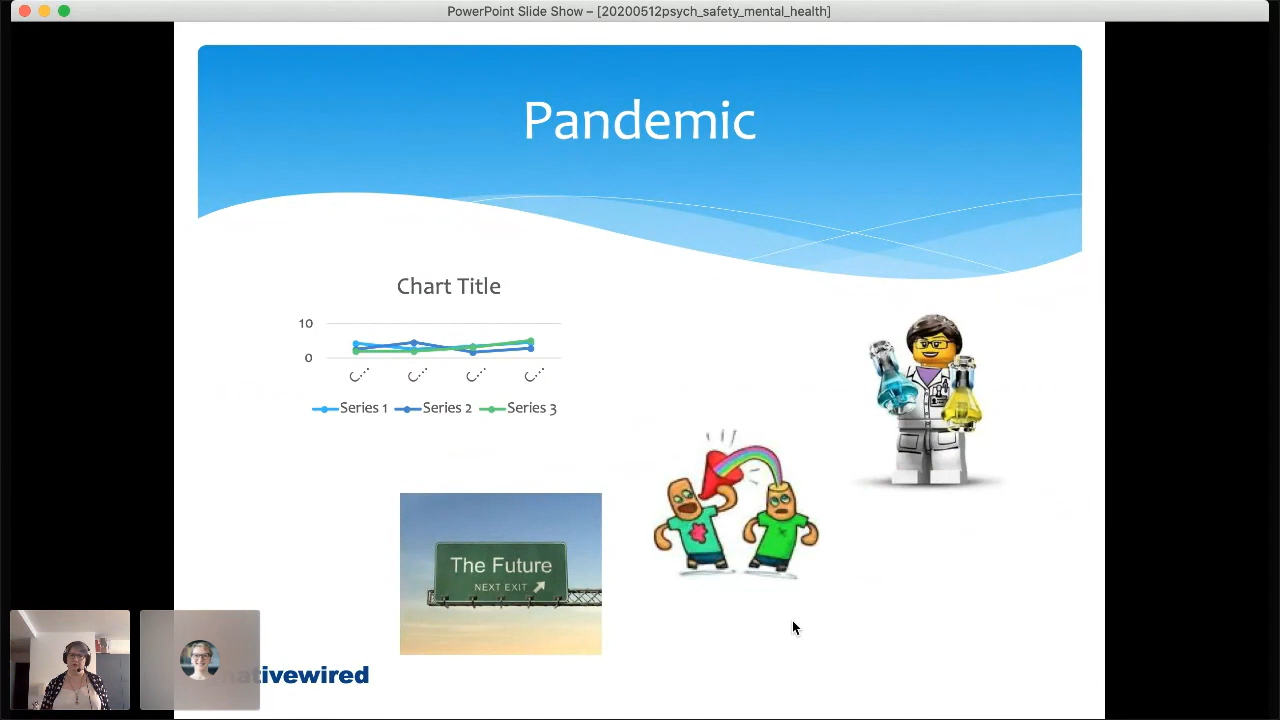 PowerPoint Slide Show – [20200512psych_safety_mental_health]
Pandemic
Chart Title
10
0
C... C... C... C...
Series 1 Series 2 Series 3
The Future
NEXT EXIT
nativewired